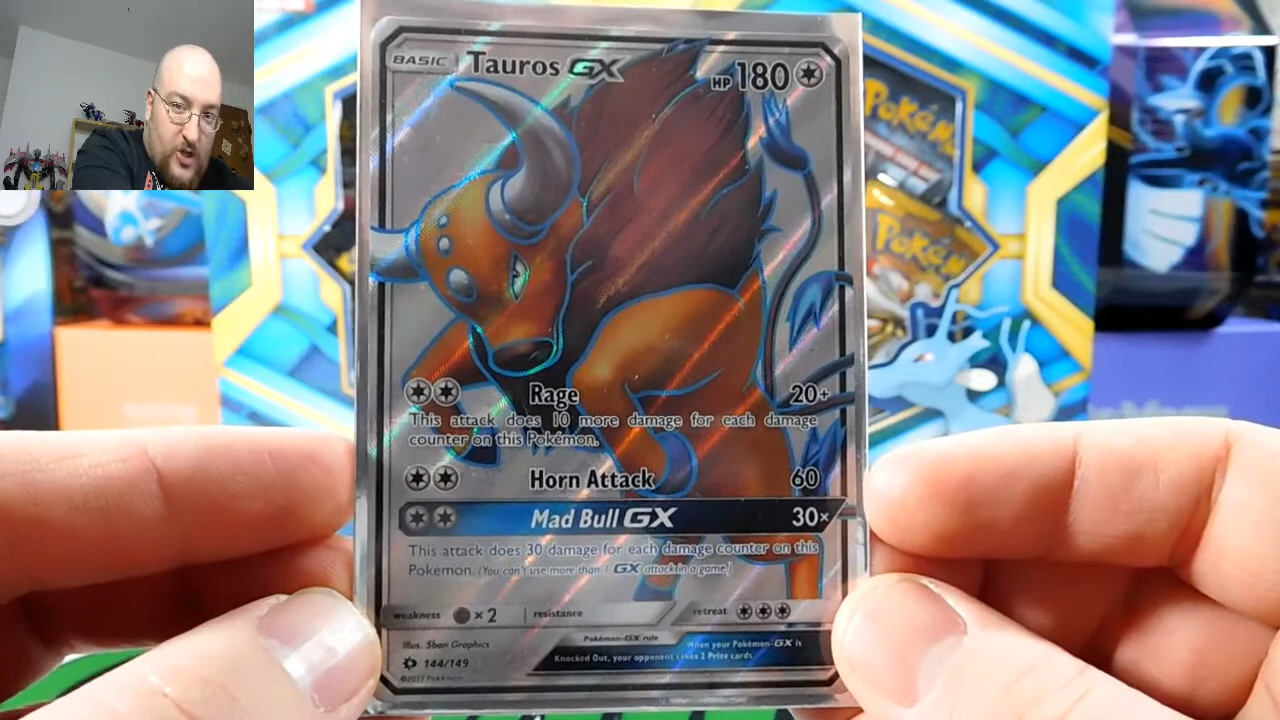 BASIC Tauros GX HP 180
POKéMON
POKéMON
Rage 20+
This attack does 10 more damage for each damage
counter on this Pokémon.
Horn Attack 60
Mad Bull GX 30×
This attack does 30 damage for each damage counter on this
Pokémon. (You can't use more than 1 GX attack in a game.)
weakness × 2 resistance retreat
Illus. 5ban Graphics
Pokémon-GX rule When your Pokémon-GX is
Knocked Out, your opponent takes 2 Prize cards.
144/149
©2017 Pokémon